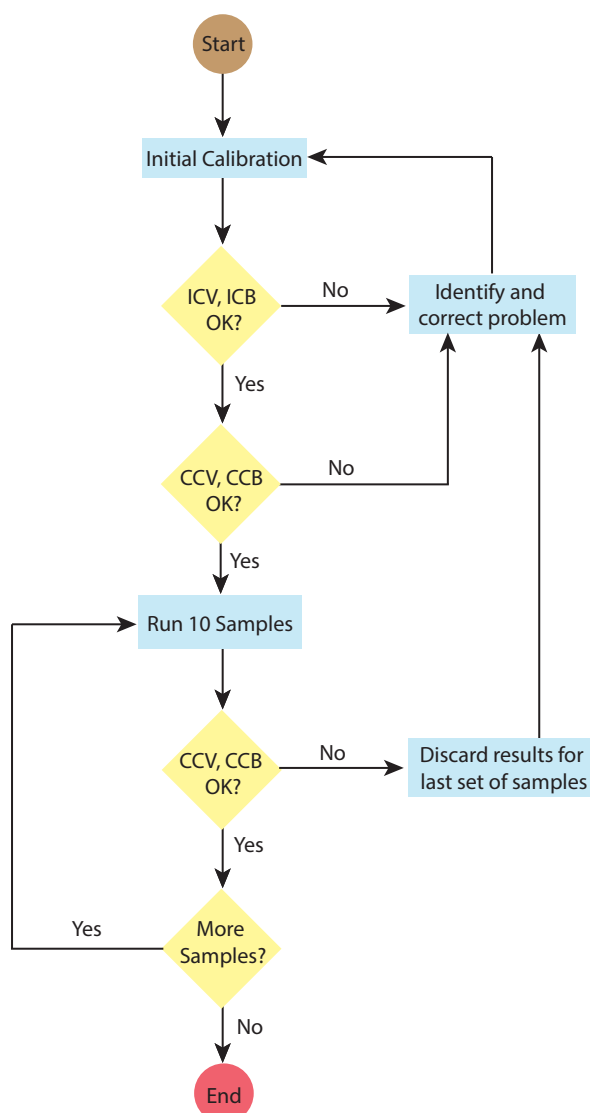 Start
Initial Calibration
ICV, ICB
OK?
No
Identify and
correct problem
Yes
CCV, CCB
OK?
No
Yes
Run 10 Samples
CCV, CCB
OK?
No
Discard results for
last set of samples
Yes
More
Samples?
Yes
No
End